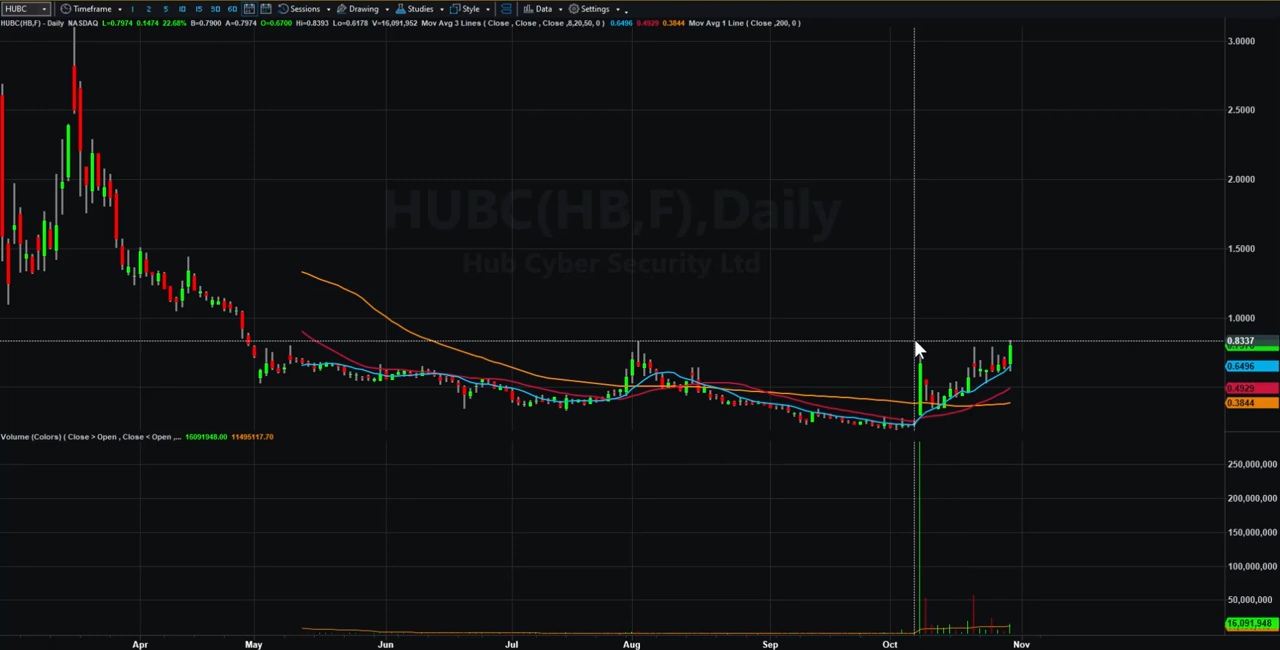 HUBC Timeframe 1 2 5 10 15 30 60 Sessions Drawing Studies Style Data Settings
HUBC(HB,F) - Daily NASDAQ L=0.7974 0.1474 22.68% B=0.7900 A=0.7974 O=0.6700 Hi=0.8393 Lo=0.6178 V=16,091,952 Mov Avg 3 Lines ( Close , Close , Close ,8,20,50, 0 ) 0.6496 0.4929 0.3844 Mov Avg 1 Line ( Close ,200, 0 )
3.0000
2.5000
2.0000
HUBC(HB,F),Daily
1.5000
Hub Cyber Security Ltd
1.0000
0.8337
0.6496
0.4929
0.3844
Volume (Colors) ( Close > Open , Close < Open ,... 16091948.00 11495117.70
250,000,000
200,000,000
150,000,000
100,000,000
50,000,000
16,091,948
Apr May Jun Jul Aug Sep Oct Nov